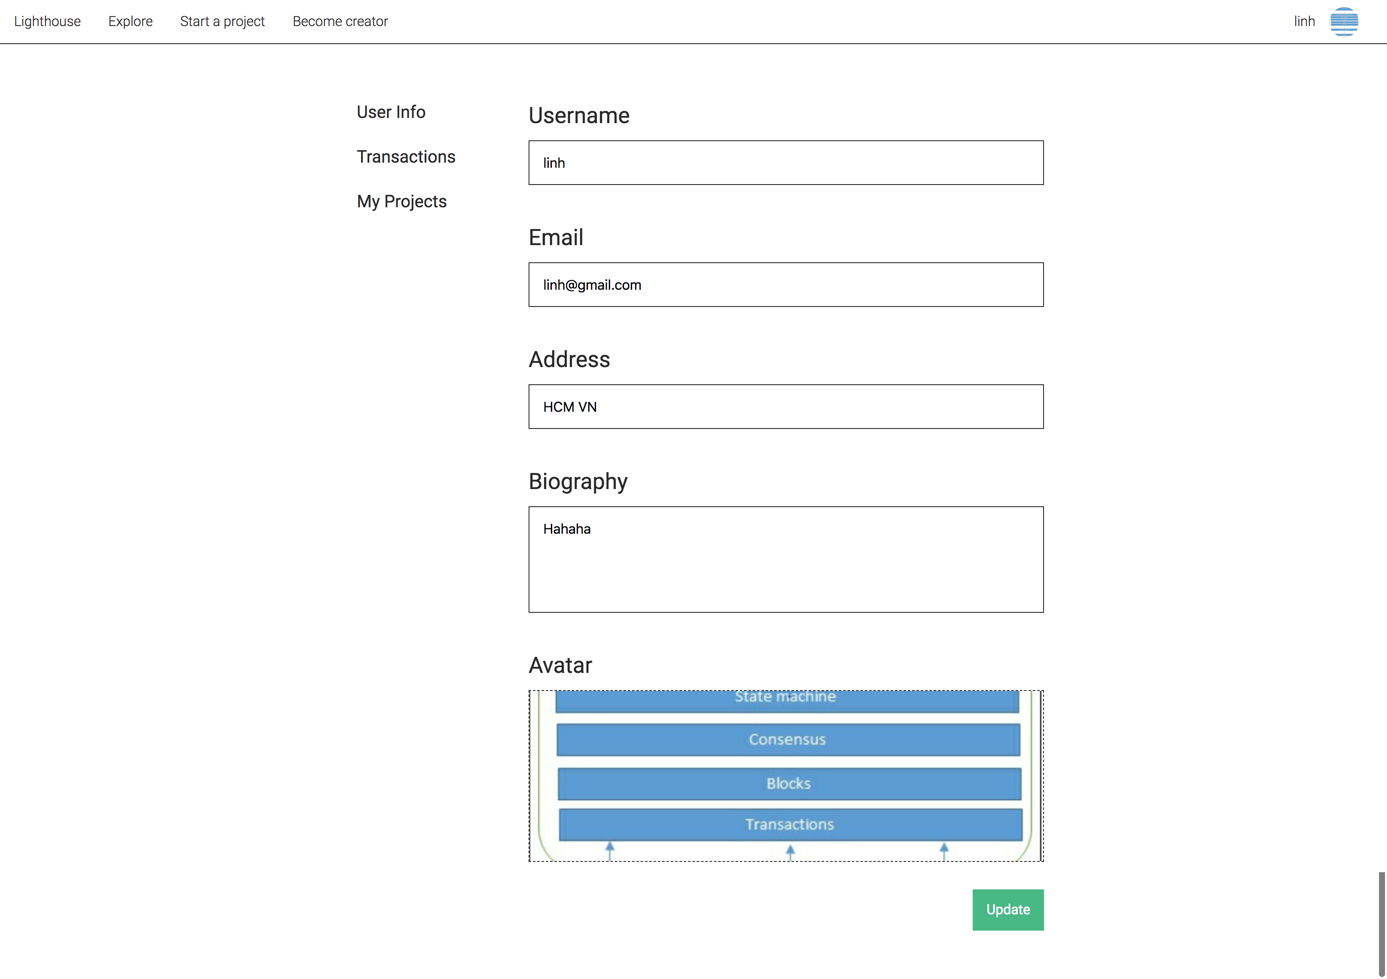 Lighthouse Explore Start a project Become creator linh
User Info
Transactions
My Projects
Username
linh
Email
linh@gmail.com
Address
HCM VN
Biography
Hahaha
Avatar
State machine
Consensus
Blocks
Transactions
Update